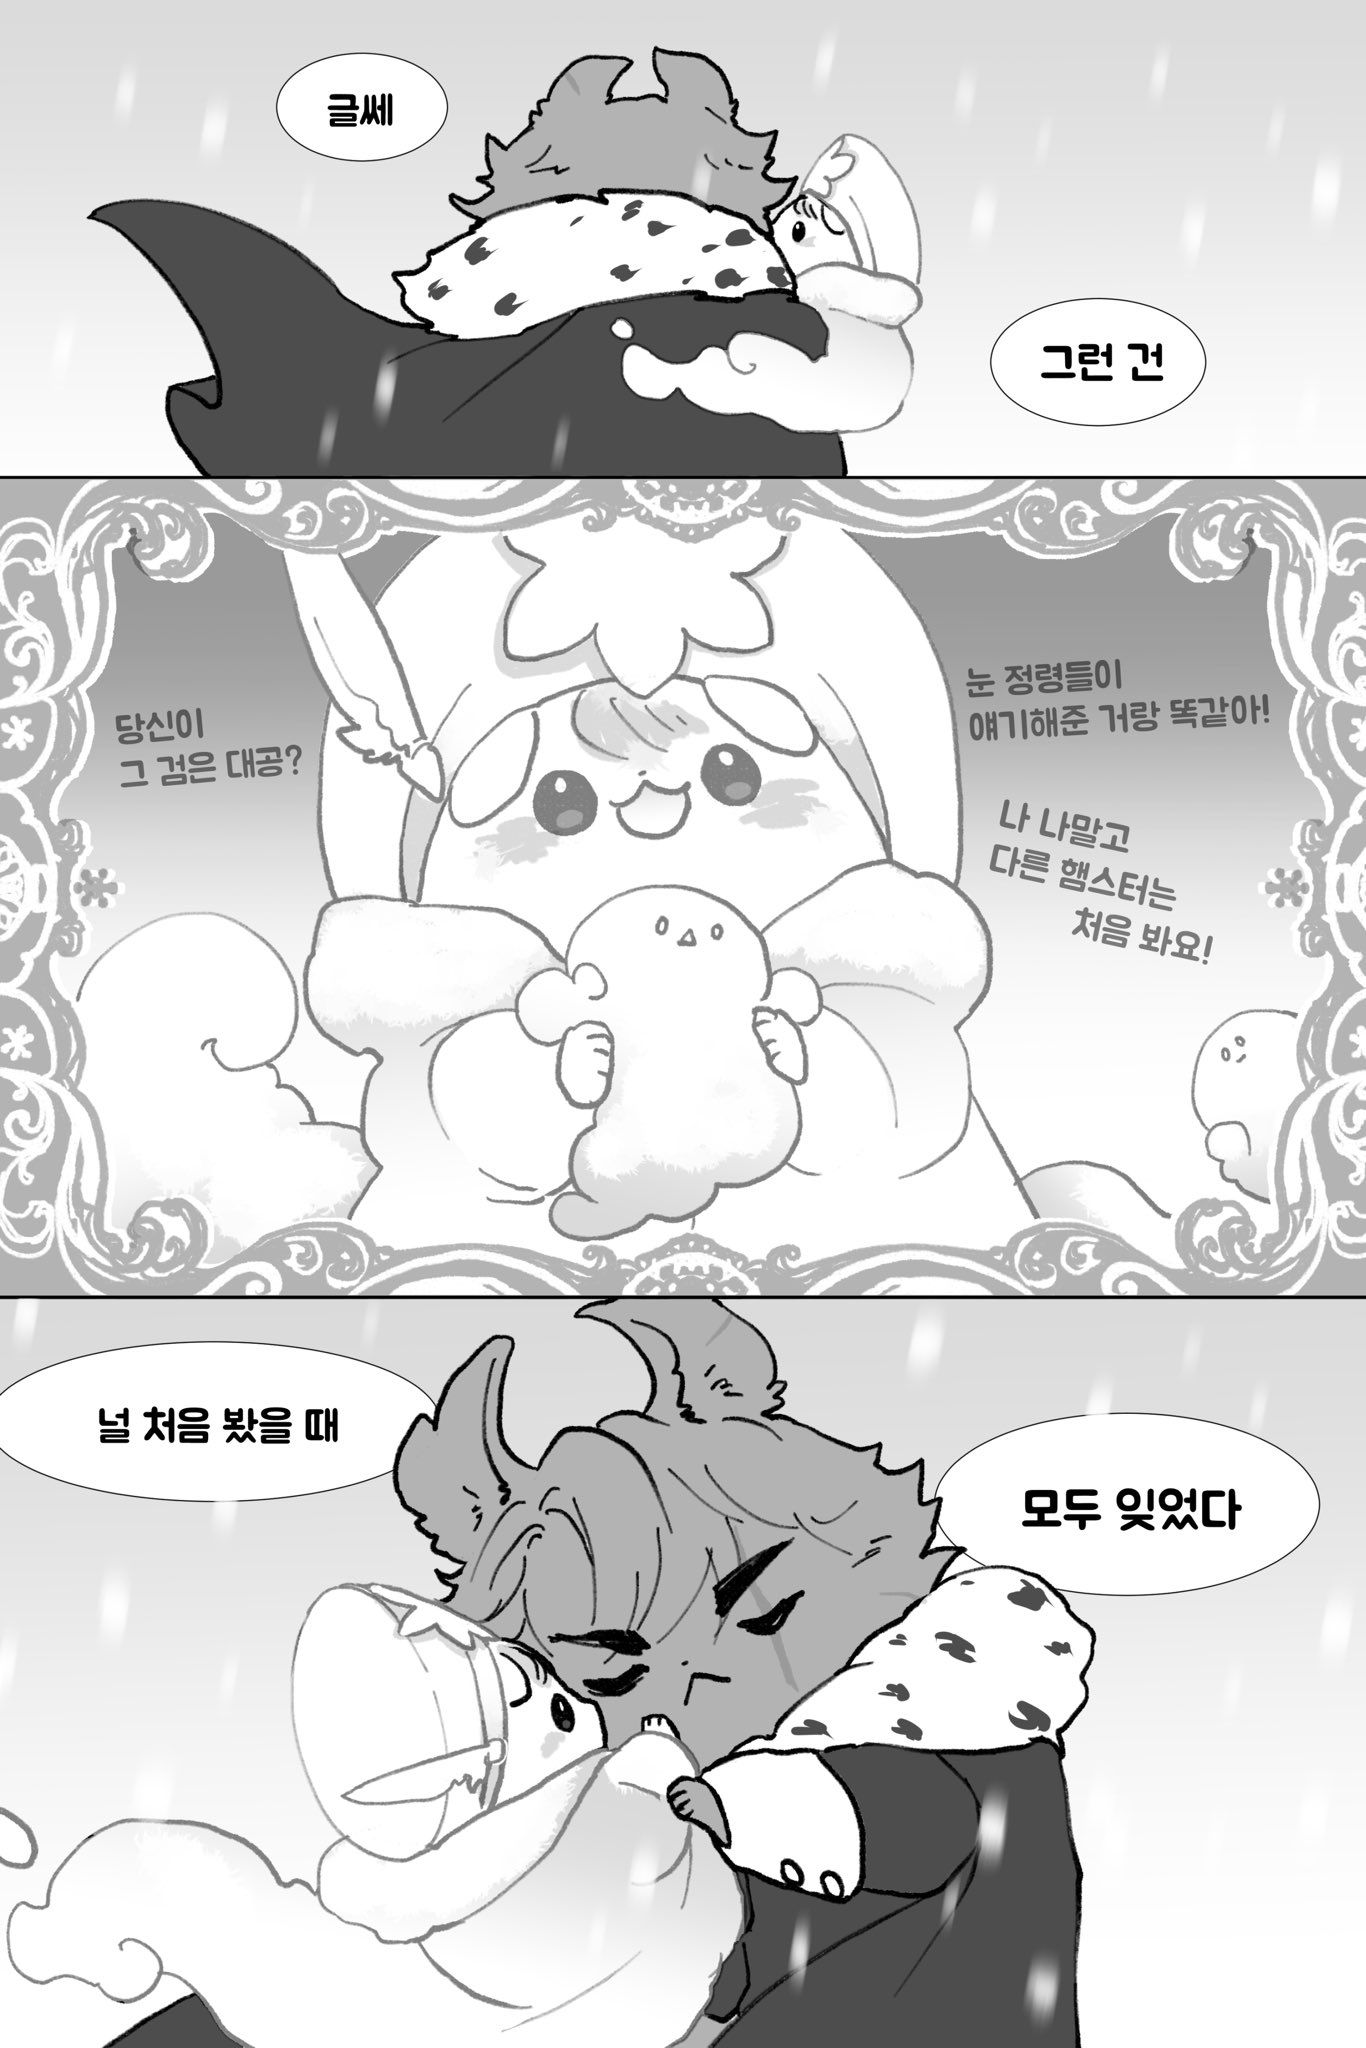 글쎄
그런 건
당신이
그 검은 대공?
눈 정령들이
얘기해준 거랑 똑같아!
나 나말고
다른 햄스터는
처음 봐요!
널 처음 봤을 때
모두 잊었다